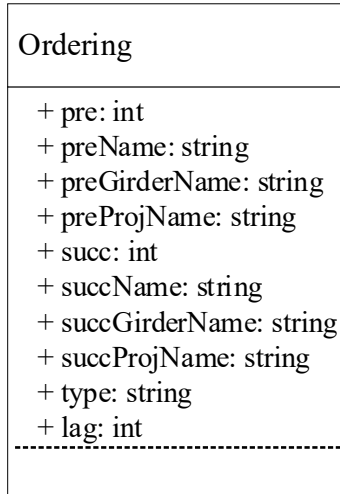 Ordering
+ pre: int
+ preName: string
+ preGirderName: string
+ preProjName: string
+ succ: int
+ succName: string
+ succGirderName: string
+ succProjName: string
+ type: string
+ lag: int